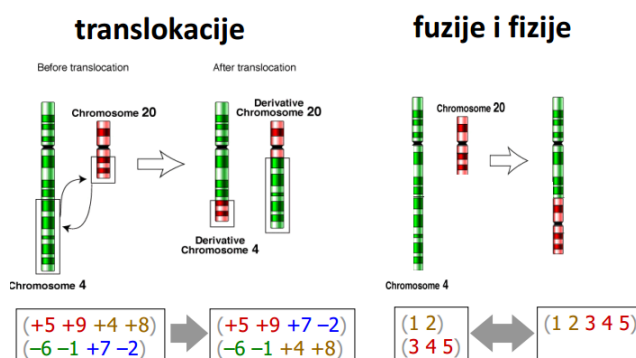 translokacije
Before translocation
After translocation
Chromosome 20
Derivative
Chromosome 20
Derivative
Chromosome 4
Chromosome 4
(+5 +9 +4 +8)
(−6 −1 +7 −2)
(+5 +9 +7 −2)
(−6 −1 +4 +8)
fuzije i fizije
Chromosome 20
Chromosome 4
(1 2)
(3 4 5)
(1 2 3 4 5)